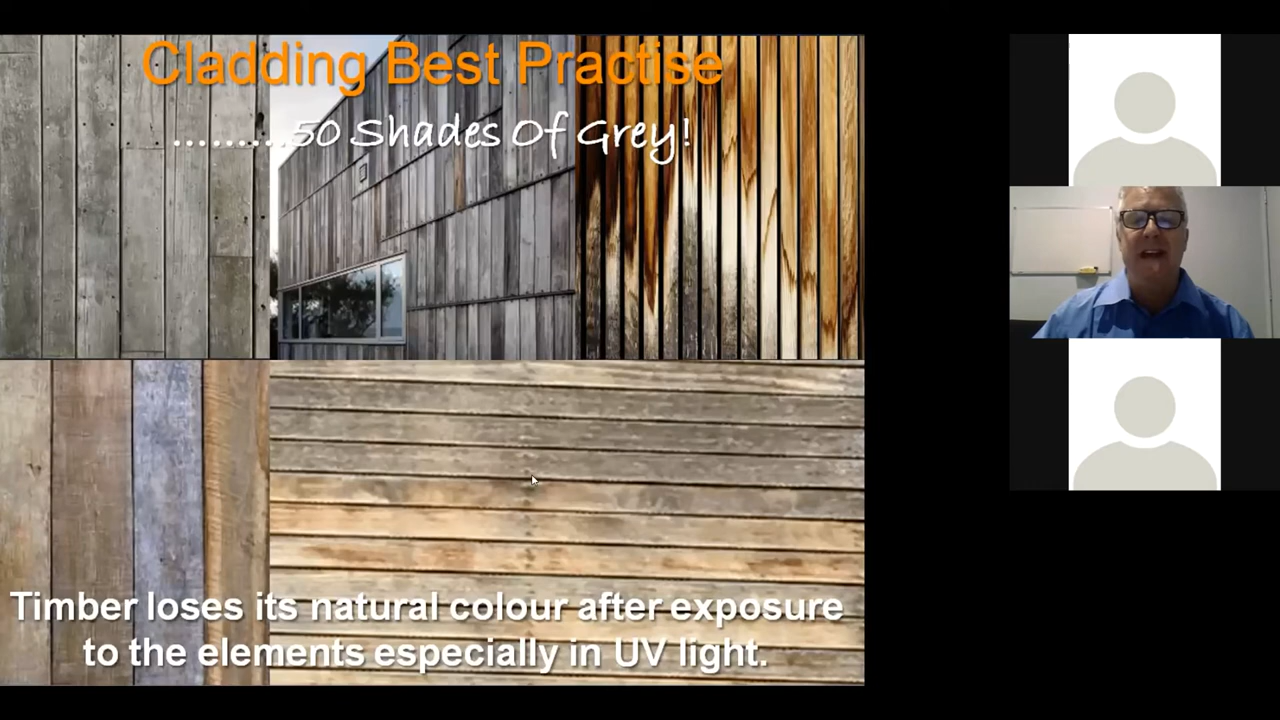 Cladding Best Practise
.........50 Shades Of Grey!
Timber loses its natural colour after exposure
to the elements especially in UV light.